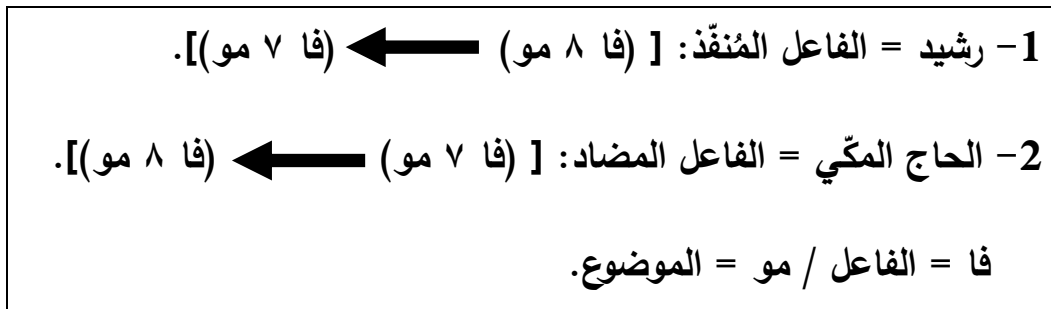 1- رشيد = الفاعل المُنفّذ: [ (فا ٨ مو) ← (فا ٧ مو)].
2- الحاج المكّي = الفاعل المضاد: [ (فا ٧ مو) ← (فا ٨ مو)].
فا = الفاعل / مو = الموضوع.